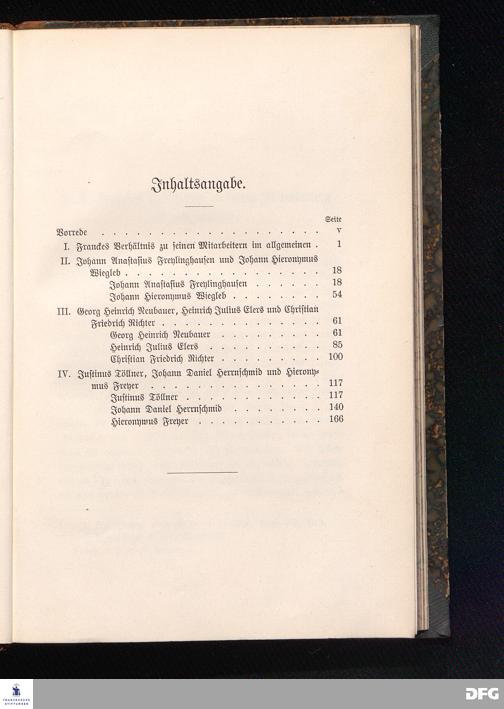 Inhaltsangabe.
Seite
Vorrede . . . . . . . . . . . . . . . . . . . V
I. Franckes Verhältnis zu seinen Mitarbeitern im allgemeinen . 1
II. Johann Anastasius Freylinghausen und Johann Hieronymus
Wiegleb . . . . . . . . . . . . . . . . . 18
Johann Anastasius Freylinghausen . . . . . . . 18
Johann Hieronymus Wiegleb . . . . . . . . 54
III. Georg Heinrich Neubauer, Heinrich Julius Elers und Christian
Friedrich Richter . . . . . . . . . . . . . . 61
Georg Heinrich Neubauer . . . . . . . . . 61
Heinrich Julius Elers . . . . . . . . . . 85
Christian Friedrich Richter . . . . . . . . . 100
IV. Justinus Töllner, Johann Daniel Herrnschmid und Hierony-
mus Freyer . . . . . . . . . . . . . . . 117
Justinus Töllner . . . . . . . . . . . . 117
Johann Daniel Herrnschmid . . . . . . . . 140
Hieronymus Freyer . . . . . . . . . . . 166
FRANCKESCHE
STIFTUNGEN
DFG